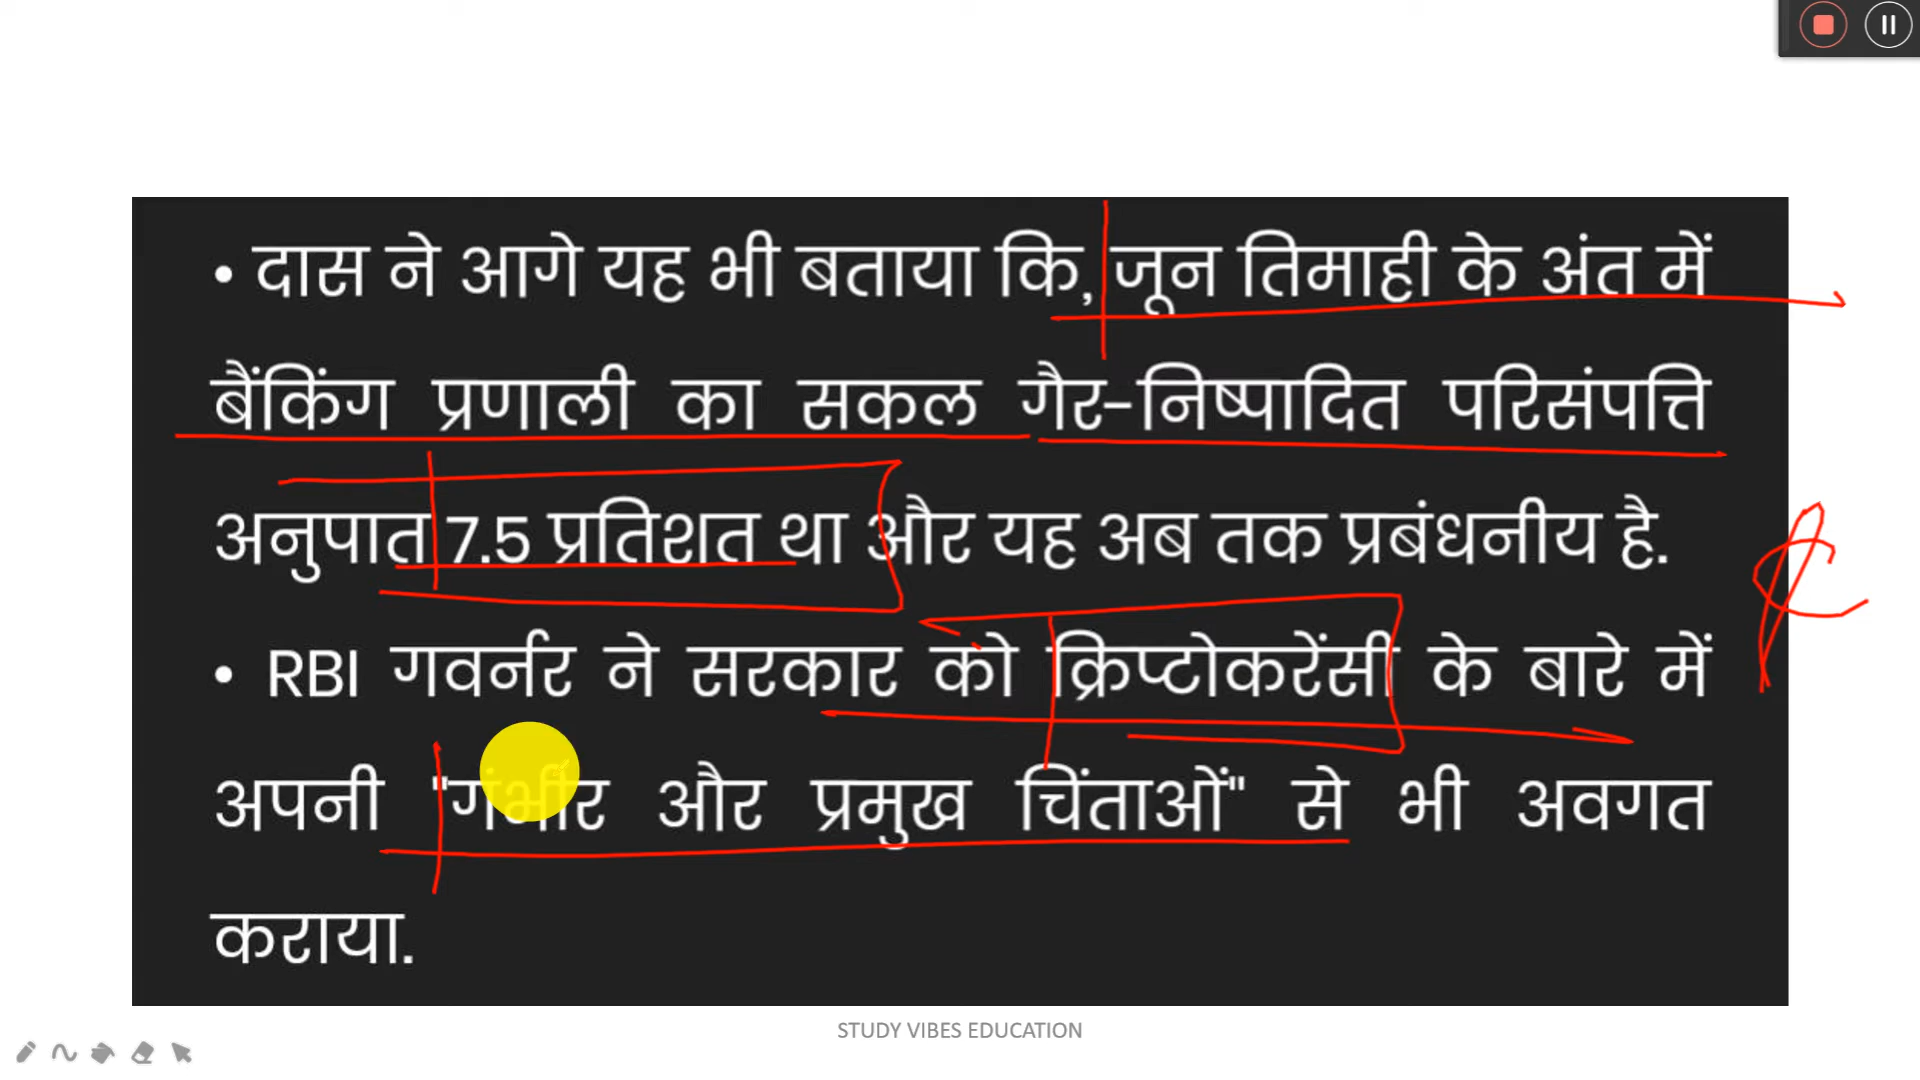 • दास ने आगे यह भी बताया कि, जून तिमाही के अंत में
बैंकिंग प्रणाली का सकल गैर-निष्पादित परिसंपत्ति
अनुपात 7.5 प्रतिशत था और यह अब तक प्रबंधनीय है.
• RBI गवर्नर ने सरकार को क्रिप्टोकरेंसी के बारे में
अपनी "गंभीर और प्रमुख चिंताओं" से भी अवगत
कराया.
STUDY VIBES EDUCATION